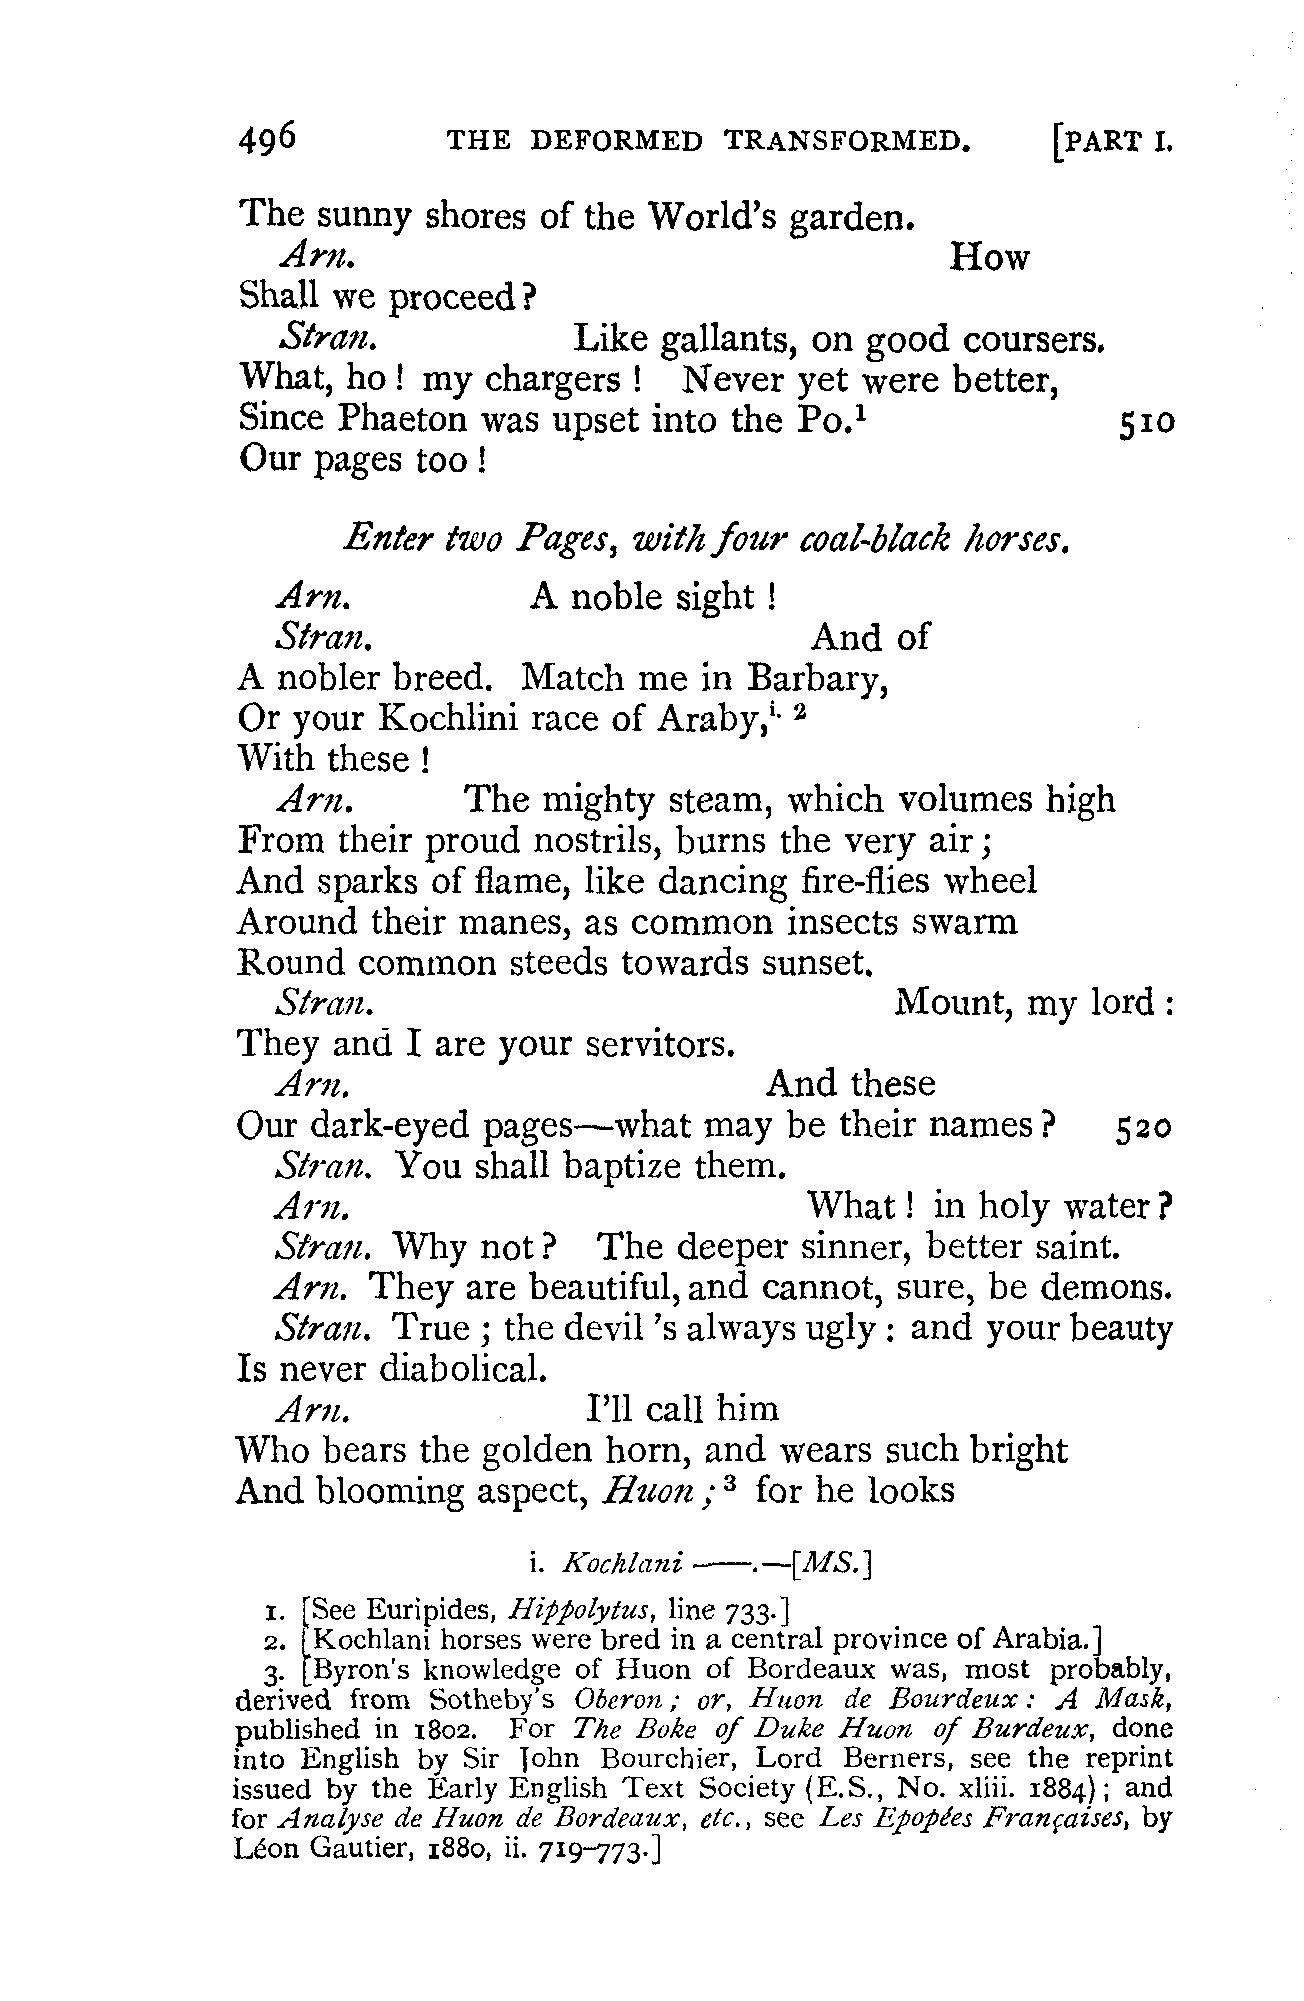 496 THE DEFORMED TRANSFORMED. [PART I.
The sunny shores of the World's garden.
Arn. How
Shall we proceed?
Stran. Like gallants, on good coursers.
What, ho! my chargers! Never yet were better,
Since Phaeton was upset into the Po.¹ 510
Our pages too!
Enter two Pages, with four coal-black horses.
Arn. A noble sight!
Stran. And of
A nobler breed. Match me in Barbary,
Or your Kochlini race of Araby,i. 2
With these!
Arn. The mighty steam, which volumes high
From their proud nostrils, burns the very air;
And sparks of flame, like dancing fire-flies wheel
Around their manes, as common insects swarm
Round common steeds towards sunset.
Stran. Mount, my lord:
They and I are your servitors.
Arn. And these
Our dark-eyed pages—what may be their names? 520
Stran. You shall baptize them.
Arn. What! in holy water?
Stran. Why not? The deeper sinner, better saint.
Arn. They are beautiful, and cannot, sure, be demons.
Stran. True; the devil 's always ugly: and your beauty
Is never diabolical.
Arn. I'll call him
Who bears the golden horn, and wears such bright
And blooming aspect, Huon;³ for he looks
i. Kochlani ——.—[MS.]
1. [See Euripides, Hippolytus, line 733.]
2. [Kochlani horses were bred in a central province of Arabia.]
3. [Byron's knowledge of Huon of Bordeaux was, most probably,
derived from Sotheby's Oberon; or, Huon de Bourdeux: A Mask,
published in 1802. For The Boke of Duke Huon of Burdeux, done
into English by Sir John Bourchier, Lord Berners, see the reprint
issued by the Early English Text Society (E.S., No. xliii. 1884); and
for Analyse de Huon de Bordeaux, etc., see Les Epopées Françaises, by
Léon Gautier, 1880, ii. 719–773.]